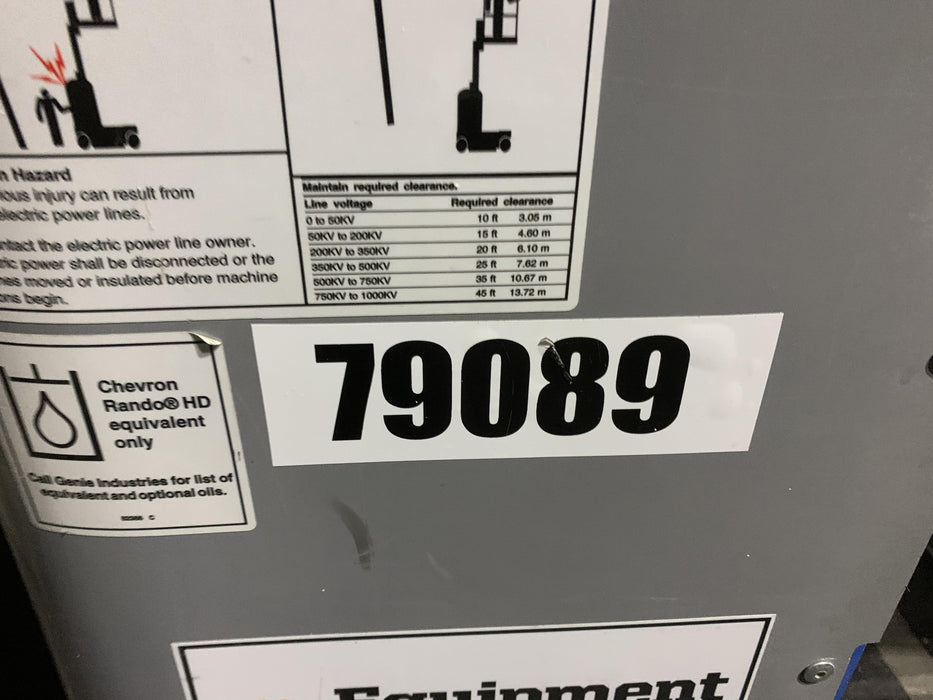 n Hazard
ious injury can result from
electric power lines.
ntact the electric power line owner.
ric power shall be disconnected or the
nes moved or insulated before machine
ons begin.
Maintain required clearance.
Line voltage Required clearance
0 to 50KV 10 ft 3.05 m
50KV to 200KV 15 ft 4.60 m
200KV to 350KV 20 ft 6.10 m
350KV to 500KV 25 ft 7.62 m
500KV to 750KV 35 ft 10.67 m
750KV to 1000KV 45 ft 13.72 m
Chevron
Rando® HD
equivalent
only
Call Genie Industries for list of
equivalent and optional oils.
79089
Equipment